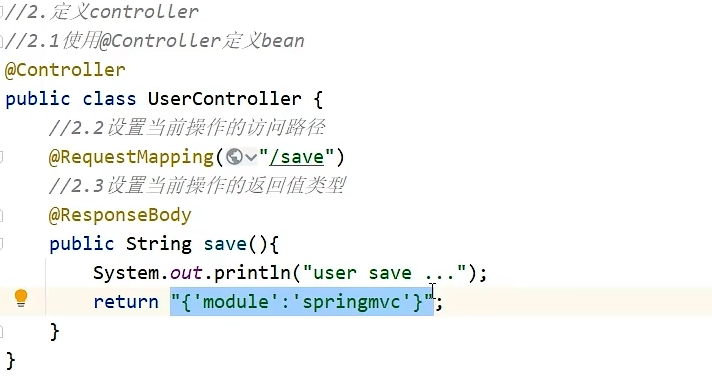 //2.定义controller
//2.1使用@Controller定义bean
@Controller
public class UserController {
    //2.2设置当前操作的访问路径
    @RequestMapping("/save")
    //2.3设置当前操作的返回值类型
    @ResponseBody
    public String save(){
        System.out.println("user save ...");
        return "{'module':'springmvc'}";
    }
}